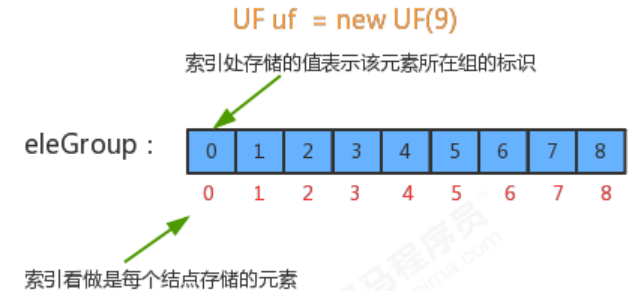 UF uf = new UF(9)
索引处存储的值表示该元素所在组的标识
eleGroup： 0 1 2 3 4 5 6 7 8
0 1 2 3 4 5 6 7 8
索引看做是每个结点存储的元素